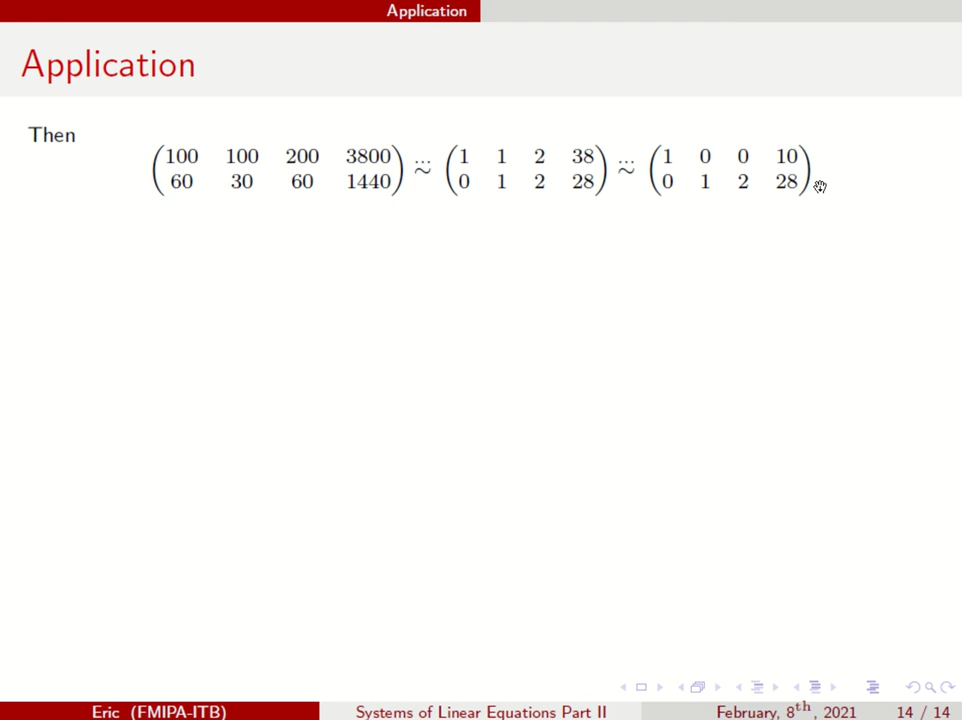 Application
Application
Then
(100 100 200 3800) ... (1 1 2 38) ... (1 0 0 10)
(60 30 60 1440) ~ (0 1 2 28) ~ (0 1 2 28)
Eric (FMIPA-ITB) Systems of Linear Equations Part II February, 8th, 2021 14 / 14